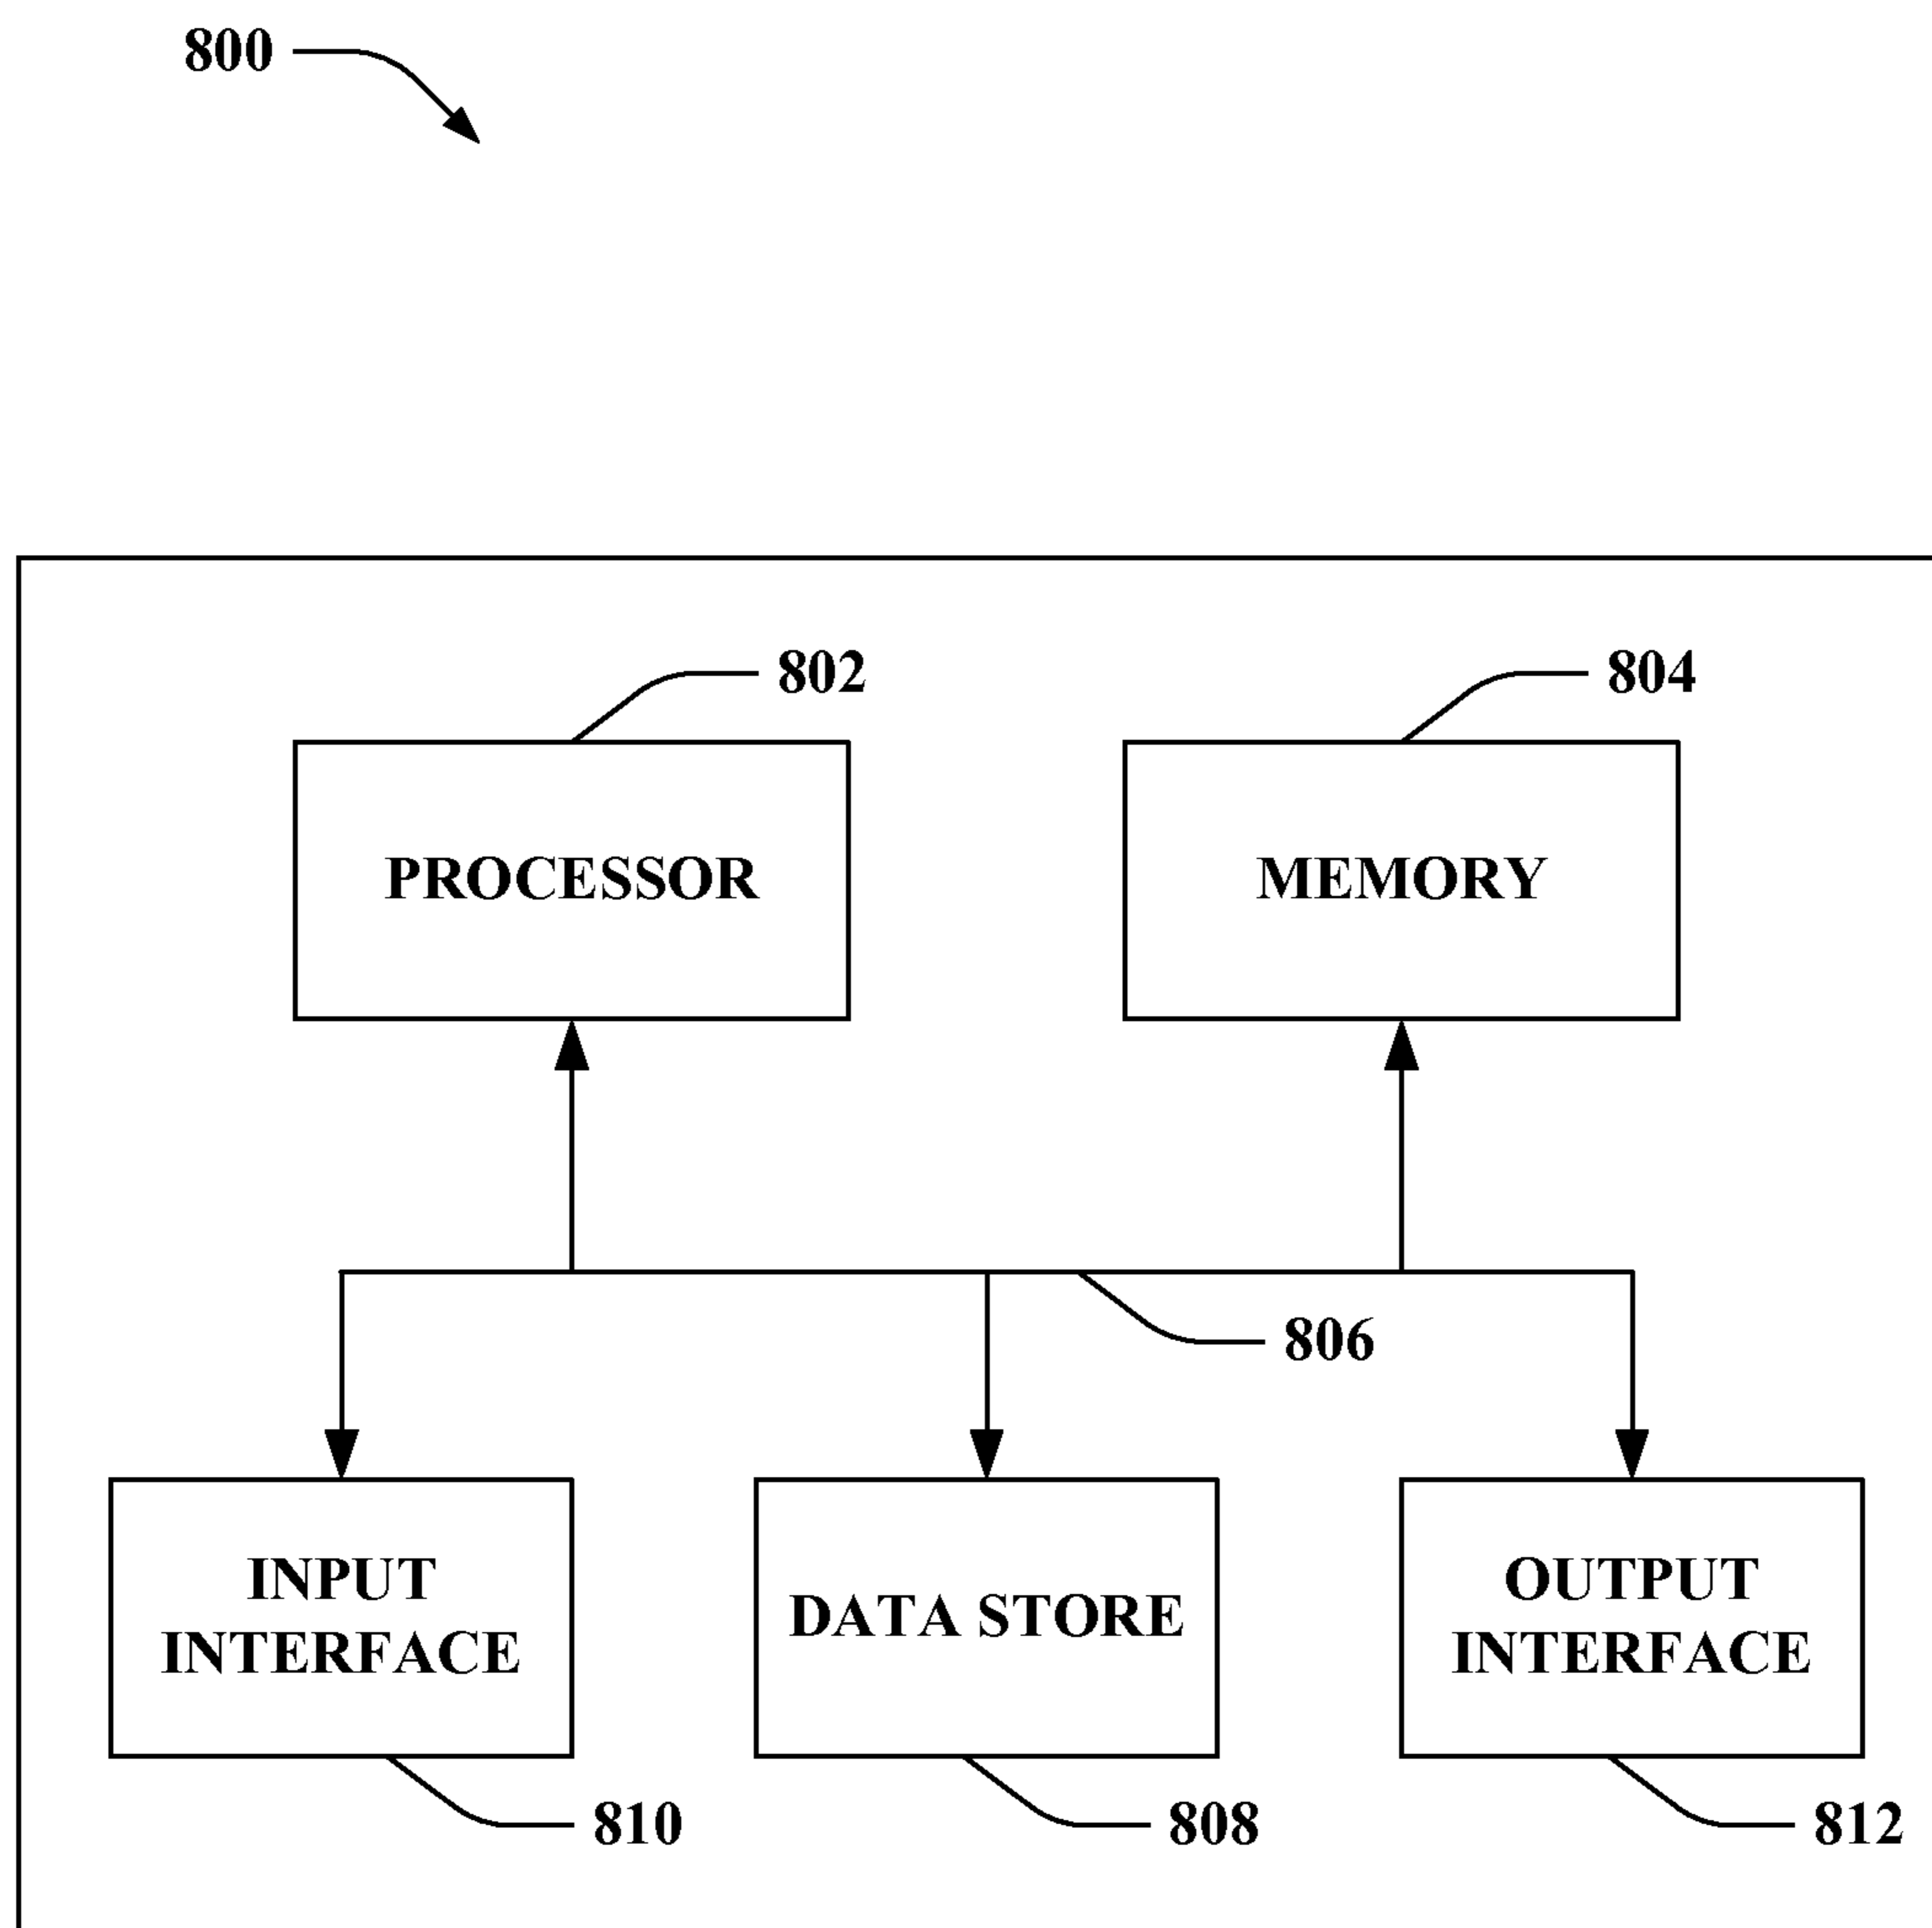 800
802
804
PROCESSOR
MEMORY
806
INPUT
INTERFACE
DATA STORE
OUTPUT
INTERFACE
810
808
812